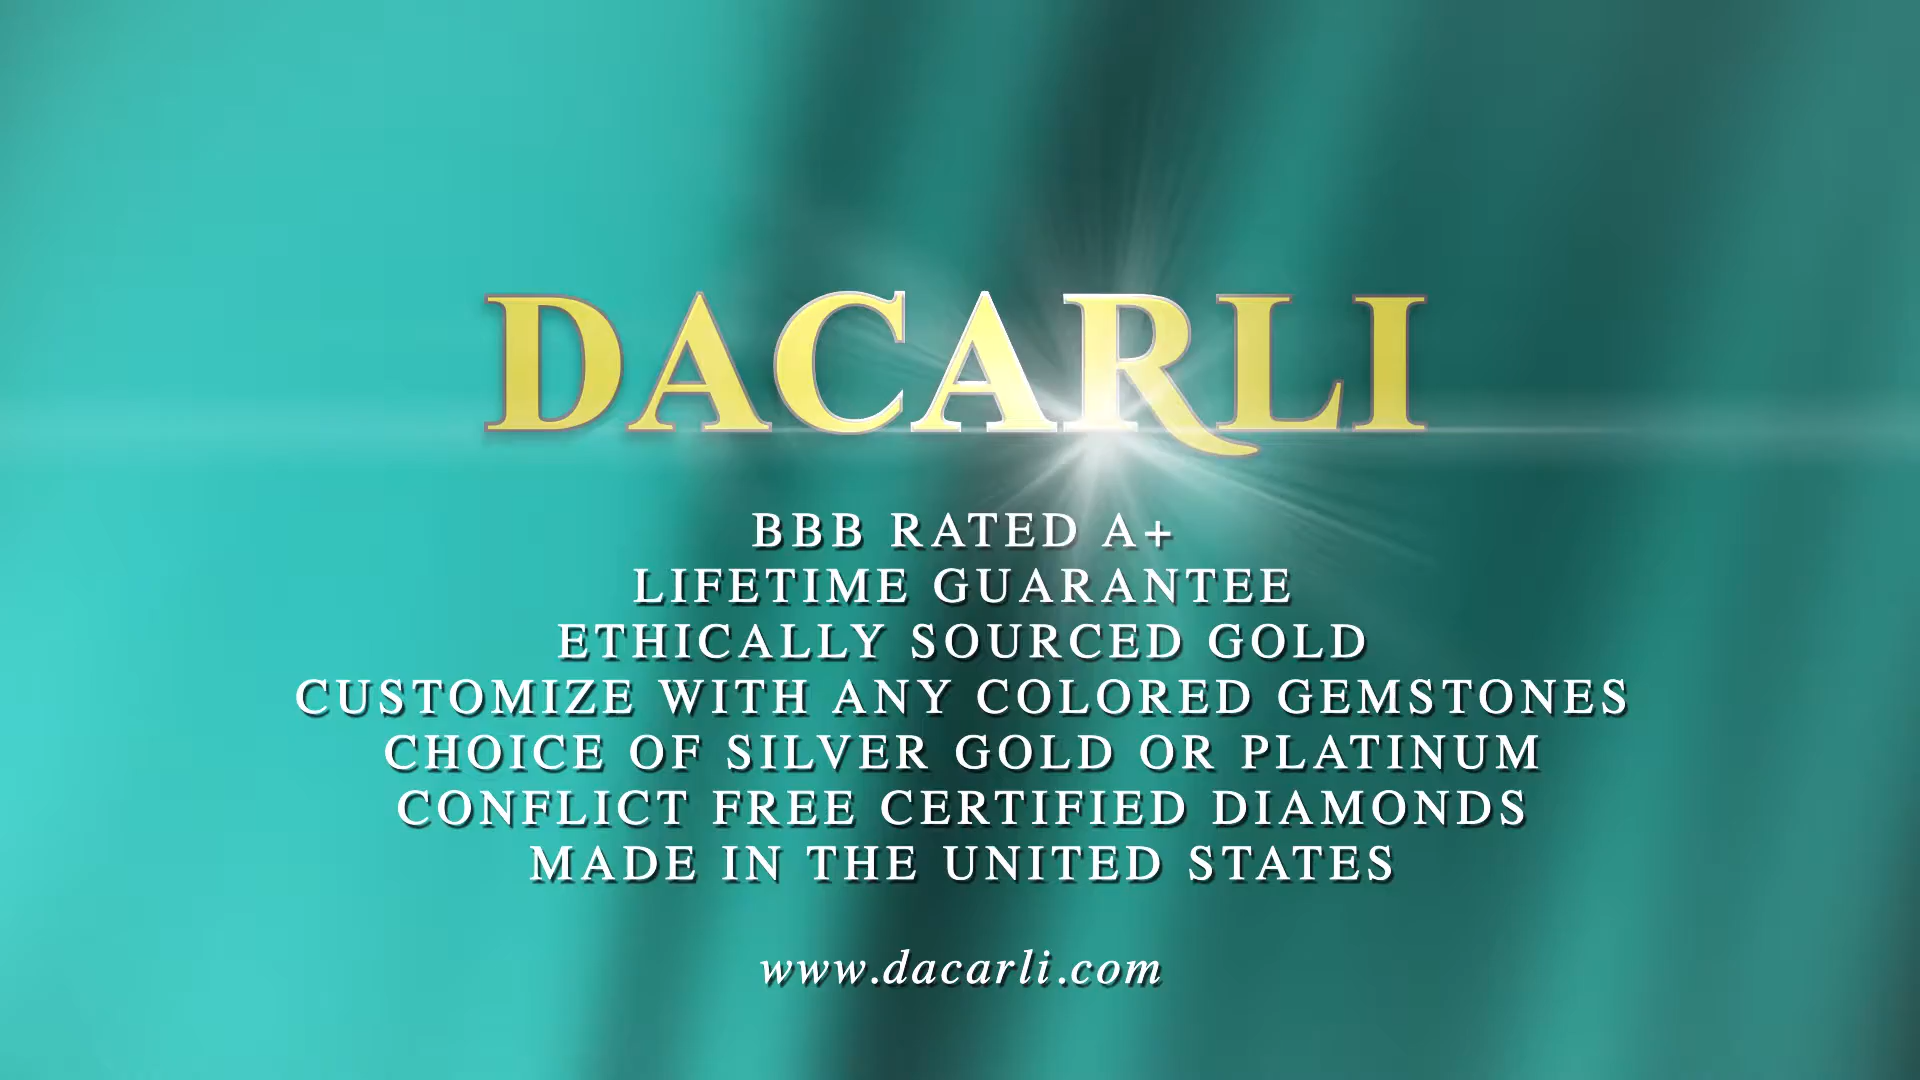 DACARLI
BBB RATED A+
LIFETIME GUARANTEE
ETHICALLY SOURCED GOLD
CUSTOMIZE WITH ANY COLORED GEMSTONES
CHOICE OF SILVER GOLD OR PLATINUM
CONFLICT FREE CERTIFIED DIAMONDS
MADE IN THE UNITED STATES
www.dacarli.com